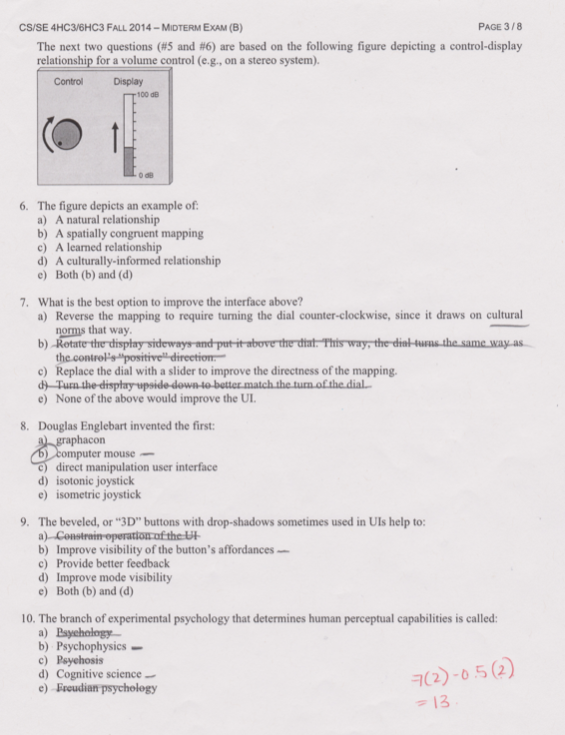 CS/SE 4HC3/6HC3 FALL 2014 – MIDTERM EXAM (B) PAGE 3 / 8
The next two questions (#5 and #6) are based on the following figure depicting a control-display
relationship for a volume control (e.g., on a stereo system).
Control Display
100 dB
0 dB
6. The figure depicts an example of:
a) A natural relationship
b) A spatially congruent mapping
c) A learned relationship
d) A culturally-informed relationship
e) Both (b) and (d)
7. What is the best option to improve the interface above?
a) Reverse the mapping to require turning the dial counter-clockwise, since it draws on cultural
norms that way.
b) Rotate the display sideways and put it above the dial. This way, the dial turns the same way as
the control's "positive" direction.
c) Replace the dial with a slider to improve the directness of the mapping.
d) Turn the display upside down to better match the turn of the dial.
e) None of the above would improve the UI.
8. Douglas Englebart invented the first:
a) graphacon
b) computer mouse
c) direct manipulation user interface
d) isotonic joystick
e) isometric joystick
9. The beveled, or "3D" buttons with drop-shadows sometimes used in UIs help to:
a) Constrain operation of the UI
b) Improve visibility of the button's affordances
c) Provide better feedback
d) Improve mode visibility
e) Both (b) and (d)
10. The branch of experimental psychology that determines human perceptual capabilities is called:
a) Psychology
b) Psychophysics
c) Psychosis
d) Cognitive science
e) Freudian psychology
7(2)-0.5(2)
=13.